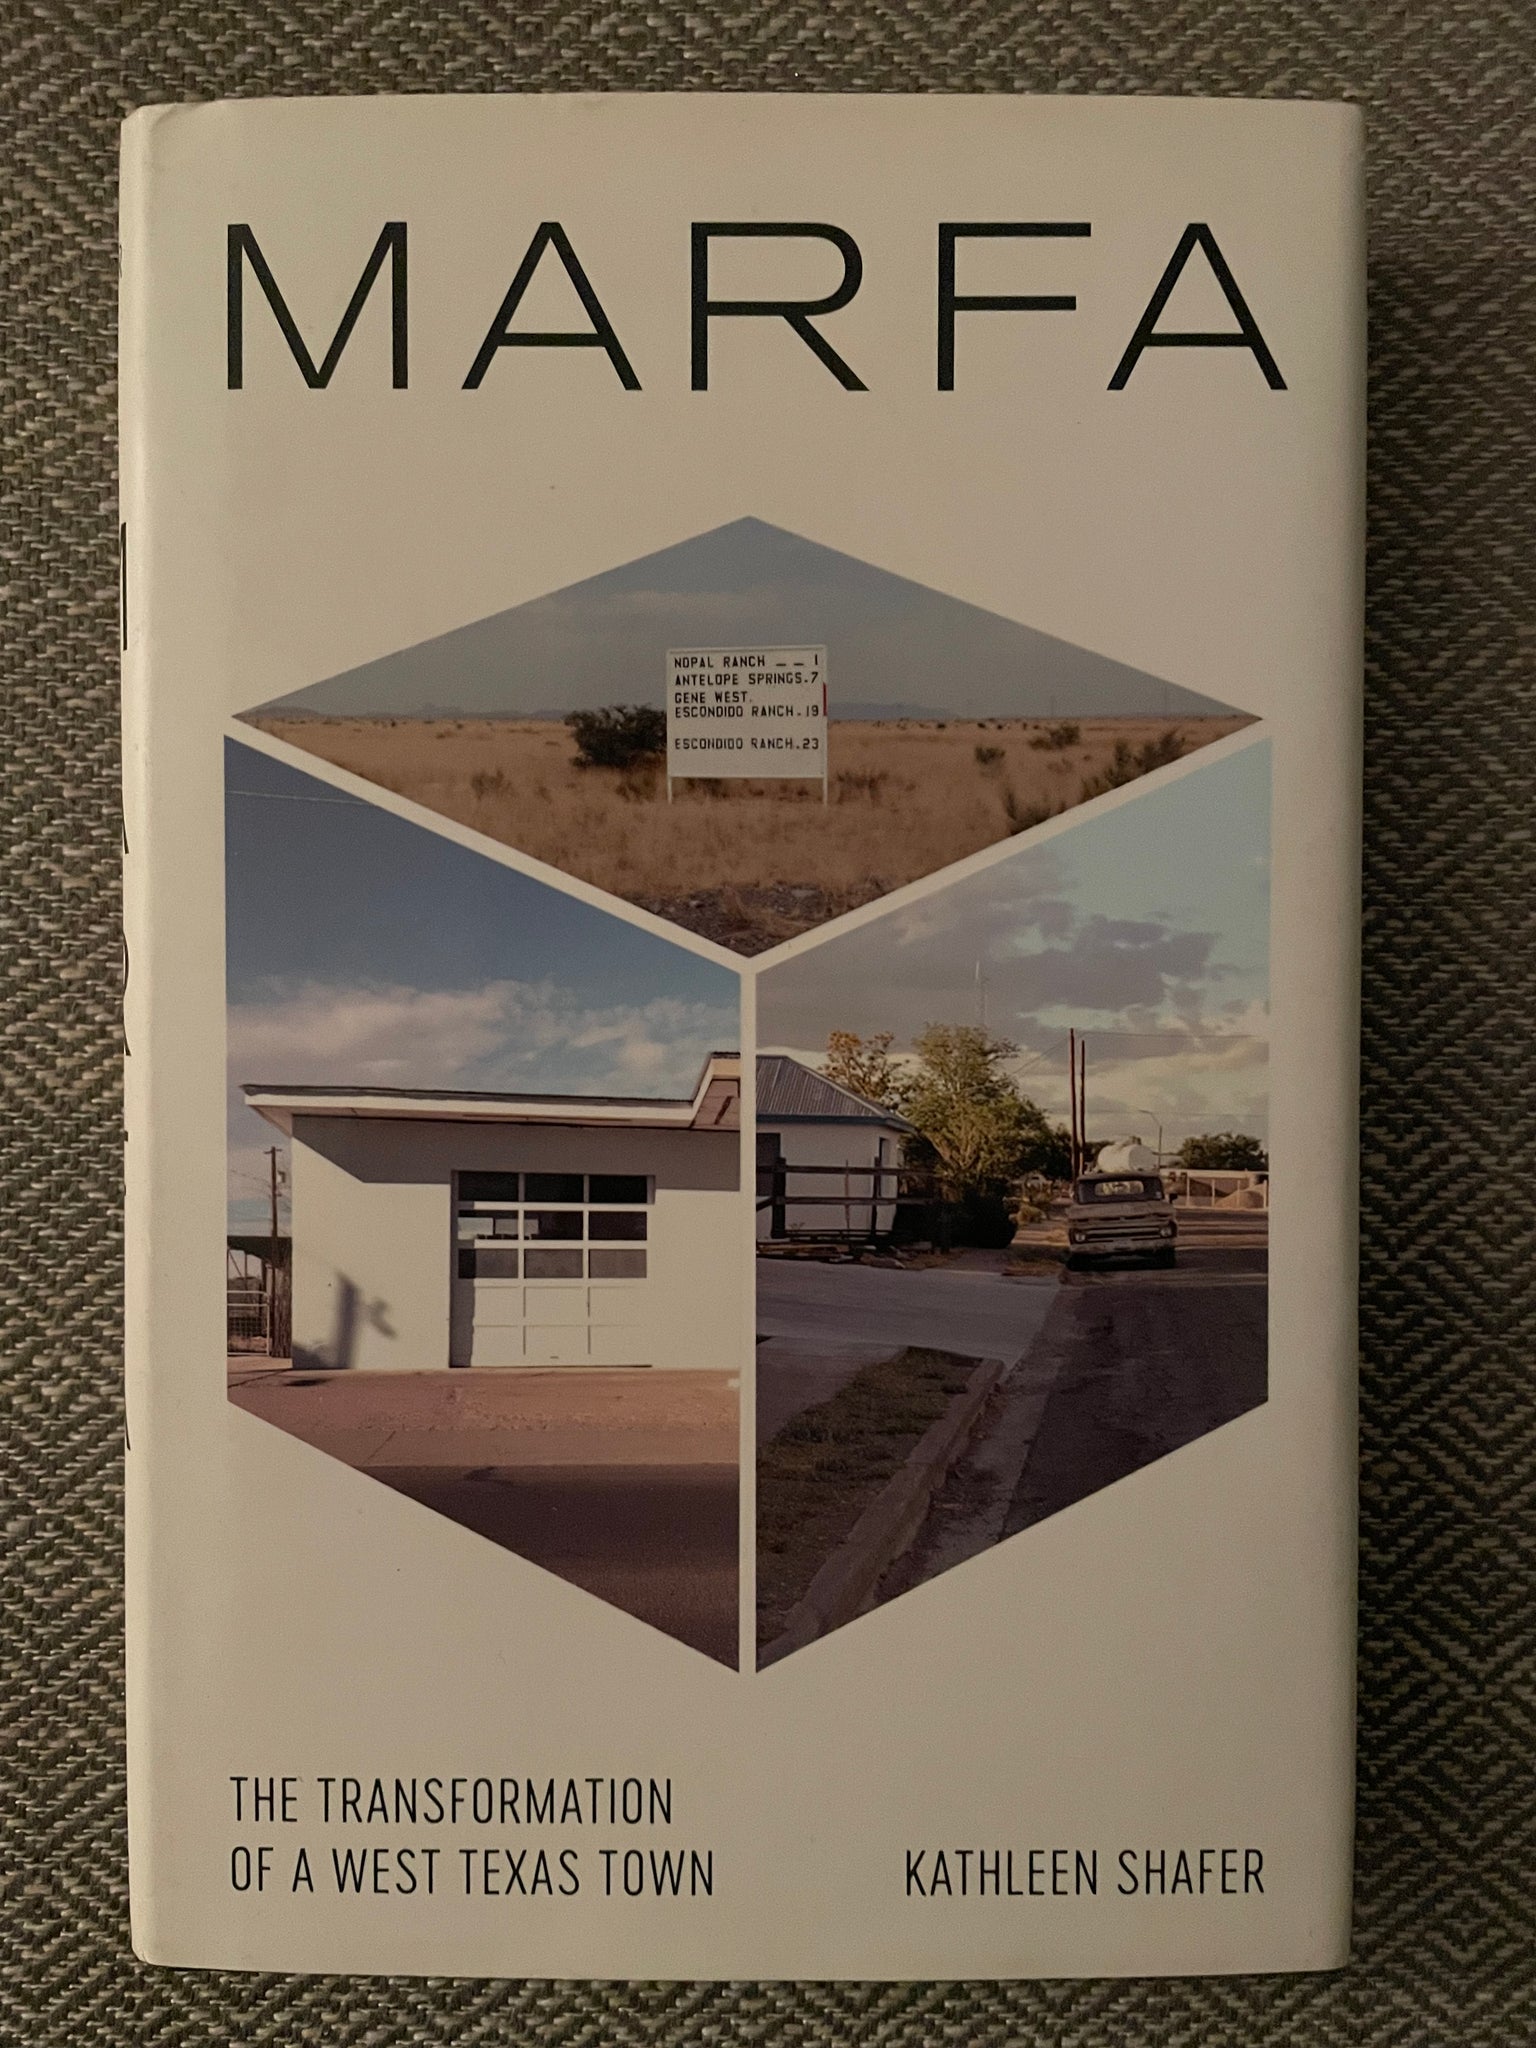 MARFA
NOPAL RANCH _ _ 1
ANTELOPE SPRINGS.7
GENE WEST.
ESCONDIDO RANCH.19
ESCONDIDO RANCH.23
THE TRANSFORMATION
OF A WEST TEXAS TOWN
KATHLEEN SHAFER